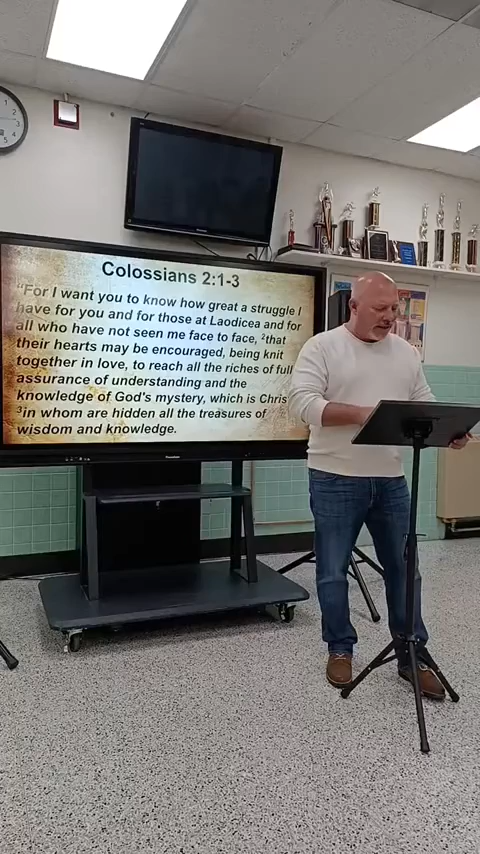 Colossians 2:1-3
"For I want you to know how great a struggle I
have for you and for those at Laodicea and for
all who have not seen me face to face, ²that
their hearts may be encouraged, being knit
together in love, to reach all the riches of full
assurance of understanding and the
knowledge of God's mystery, which is Chris
³in whom are hidden all the treasures of
wisdom and knowledge.